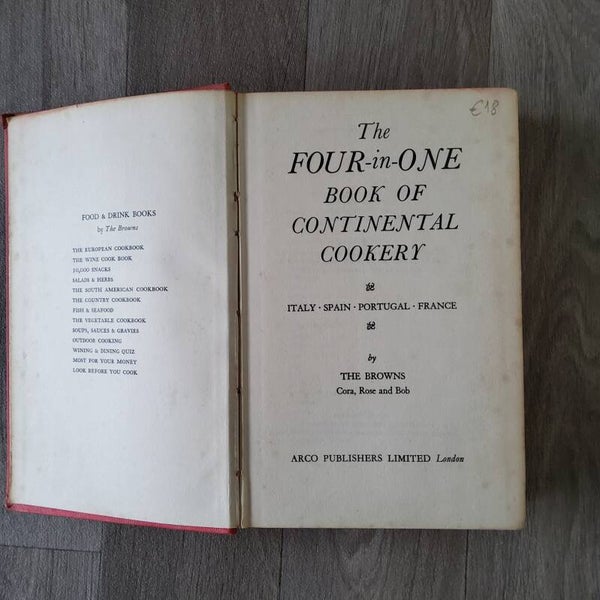 FOOD & DRINK BOOKS
by The Browns
THE EUROPEAN COOKBOOK
THE WINE COOK BOOK
10,000 SNACKS
SALADS & HERBS
THE SOUTH AMERICAN COOKBOOK
THE COUNTRY COOKBOOK
FISH & SEAFOOD
THE VEGETABLE COOKBOOK
SOUPS, SAUCES & GRAVIES
OUTDOOR COOKING
WINING & DINING QUIZ
MOST FOR YOUR MONEY
LOOK BEFORE YOU COOK
€18
The
FOUR-in-ONE
BOOK OF
CONTINENTAL
COOKERY
ITALY · SPAIN · PORTUGAL · FRANCE
by
THE BROWNS
Cora, Rose and Bob
ARCO PUBLISHERS LIMITED London